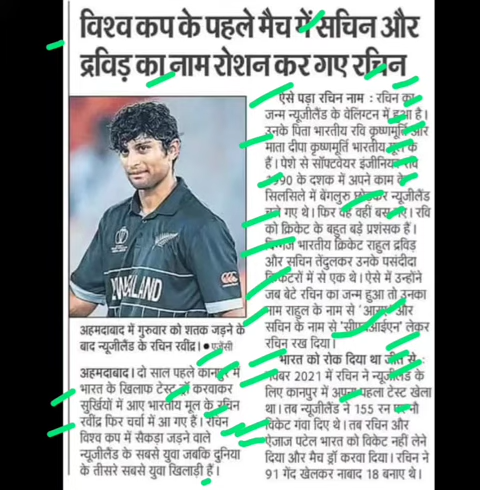 विश्व कप के पहले मैच में सचिन और
द्रविड़ का नाम रोशन कर गए रचिन
NEW ZEALAND
अहमदाबाद में गुरुवार को शतक जड़ने के
बाद न्यूजीलैंड के रचिन रवींद्र। ● एजेंसी
अहमदाबाद। दो साल पहले कानपुर में
भारत के खिलाफ टेस्ट ड्रॉ करवाकर
सुर्खियों में आए भारतीय मूल के रचिन
रवींद्र फिर चर्चा में आ गए हैं। रचिन
विश्व कप में सैकड़ा जड़ने वाले
न्यूजीलैंड के सबसे युवा जबकि दुनिया
के तीसरे सबसे युवा खिलाड़ी हैं।
ऐसे पड़ा रचिन नाम : रचिन का
जन्म न्यूजीलैंड के वेलिंग्टन में हुआ है।
उनके पिता भारतीय रवि कृष्णमूर्ति और
माता दीपा कृष्णमूर्ति भारतीय मूल के
हैं। पेशे से सॉफ्टवेयर इंजीनियर रवि
1990 के दशक में अपने काम के
सिलसिले में बेंगलुरु छोड़कर न्यूजीलैंड
चले गए थे। फिर वह वहीं बस गए। रवि
को क्रिकेट के बहुत बड़े प्रशंसक हैं।
दिग्गज भारतीय क्रिकेट राहुल द्रविड़
और सचिन तेंदुलकर उनके पसंदीदा
क्रिकेटरों में से एक थे। ऐसे में उन्होंने
जब बेटे रचिन का जन्म हुआ तो उनका
नाम राहुल के नाम से 'आरए' और
सचिन के नाम से 'सीएचआईएन' लेकर
रचिन रख दिया।
भारत को रोक दिया था जीत से :
नवंबर 2021 में रचिन ने न्यूजीलैंड के
लिए कानपुर में अपना पहला टेस्ट खेला
था। तब न्यूजीलैंड ने 155 रन पर नौ
विकेट गंवा दिए थे। तब रचिन और
ऐजाज पटेल भारत को विकेट नहीं लेने
दिया और मैच ड्रॉ करवा दिया। रचिन ने
91 गेंद खेलकर नाबाद 18 बनाए थे।